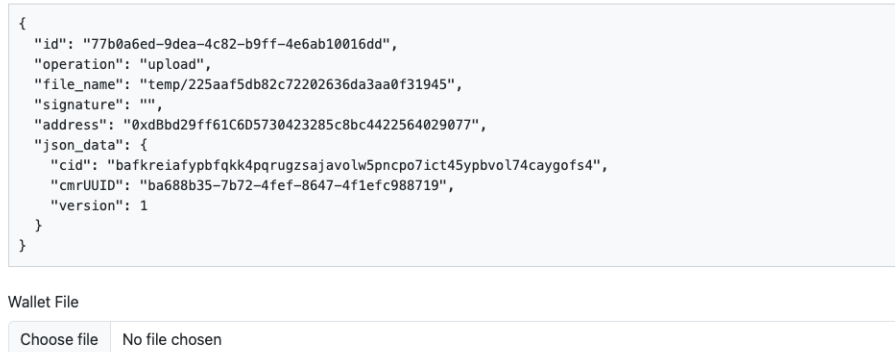 {
"id": "77b0a6ed-9dea-4c82-b9ff-4e6ab10016dd",
"operation": "upload",
"file_name": "temp/225aaf5db82c72202636da3aa0f31945",
"signature": "",
"address": "0xdBbd29ff61C6D5730423285c8bc4422564029077",
"json_data": {
"cid": "bafkreiafypbfqkk4pqrugzsajavolw5pncpo7ict45ypbvol74caygofs4",
"cmrUUID": "ba688b35-7b72-4fef-8647-4f1efc988719",
"version": 1
}
}
Wallet File
Choose file No file chosen